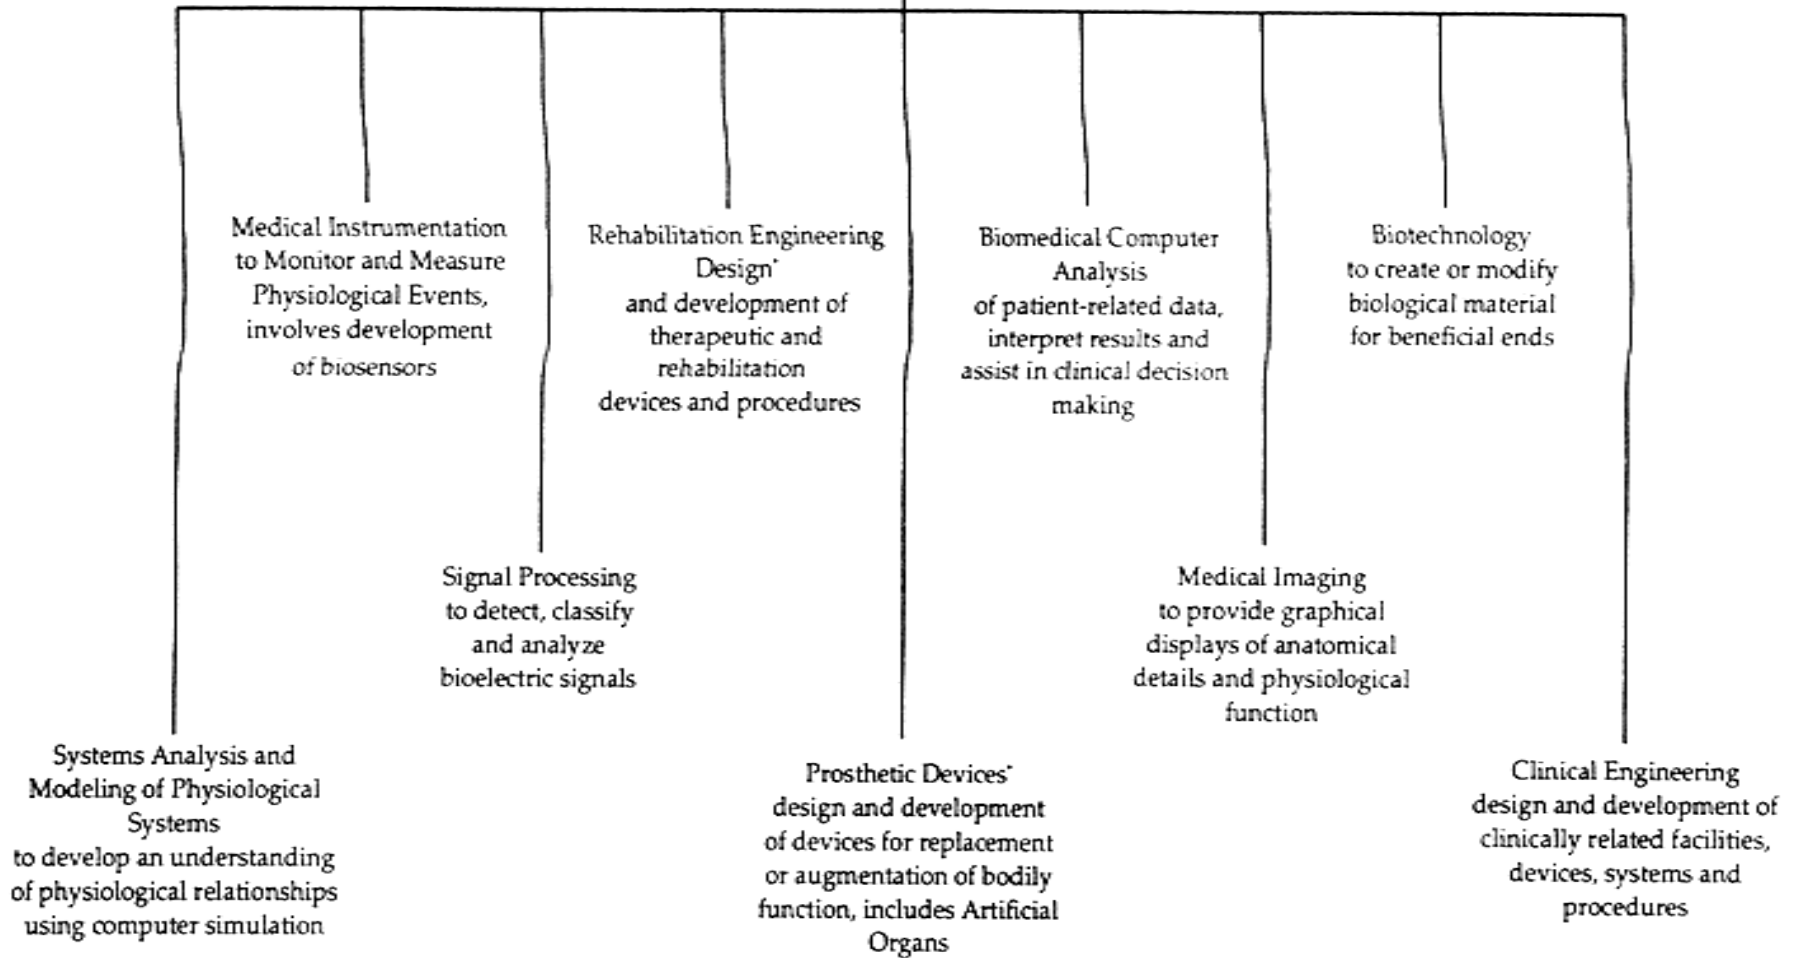 Medical Instrumentation
to Monitor and Measure
Physiological Events,
involves development
of biosensors
Rehabilitation Engineering
Design*
and development of
therapeutic and
rehabilitation
devices and procedures
Biomedical Computer
Analysis
of patient-related data,
interpret results and
assist in clinical decision
making
Biotechnology
to create or modify
biological material
for beneficial ends
Signal Processing
to detect, classify
and analyze
bioelectric signals
Medical Imaging
to provide graphical
displays of anatomical
details and physiological
function
Systems Analysis and
Modeling of Physiological
Systems
to develop an understanding
of physiological relationships
using computer simulation
Prosthetic Devices*
design and development
of devices for replacement
or augmentation of bodily
function, includes Artificial
Organs
Clinical Engineering
design and development of
clinically related facilities,
devices, systems and
procedures